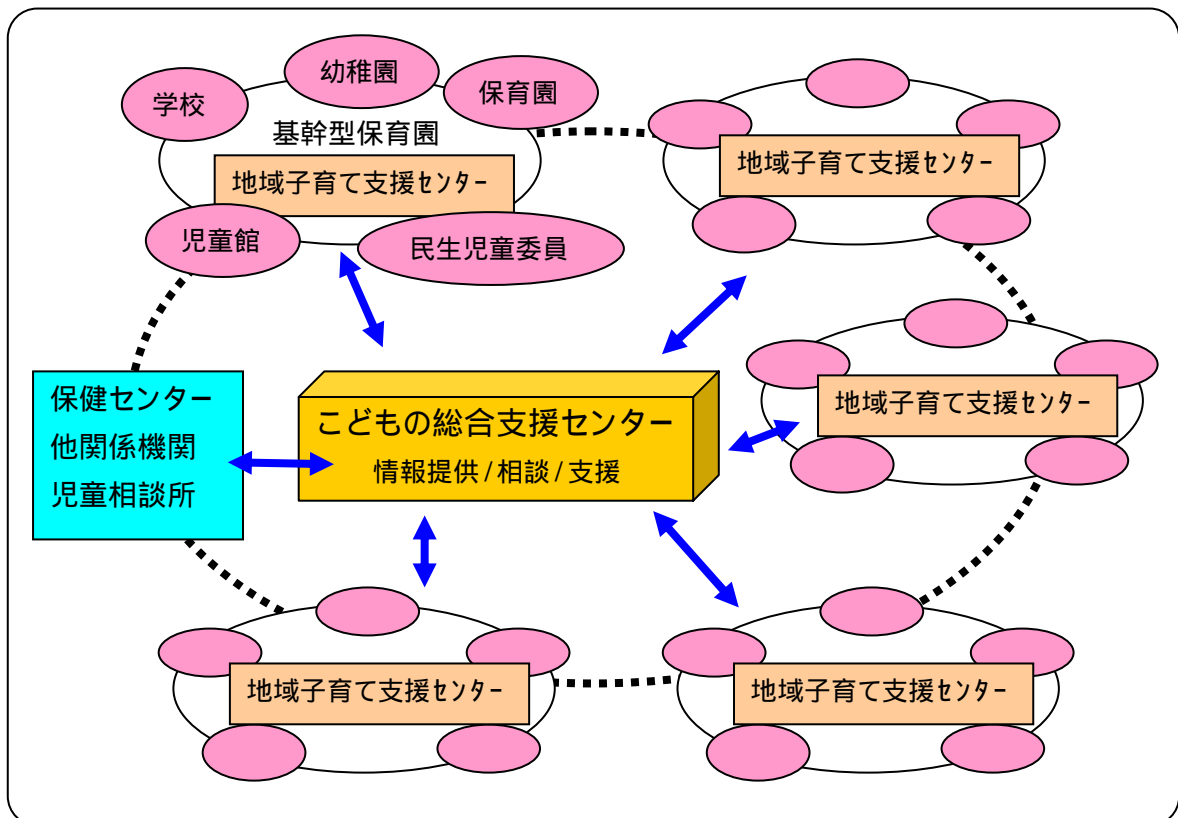 幼稚園
学校
保育園
基幹型保育園
地域子育て支援ｾﾝﾀｰ
児童館
民生児童委員
地域子育て支援ｾﾝﾀｰ
地域子育て支援ｾﾝﾀｰ
保健センター
他関係機関
児童相談所
こどもの総合支援センター
情報提供/相談/支援
地域子育て支援ｾﾝﾀｰ
地域子育て支援ｾﾝﾀｰ